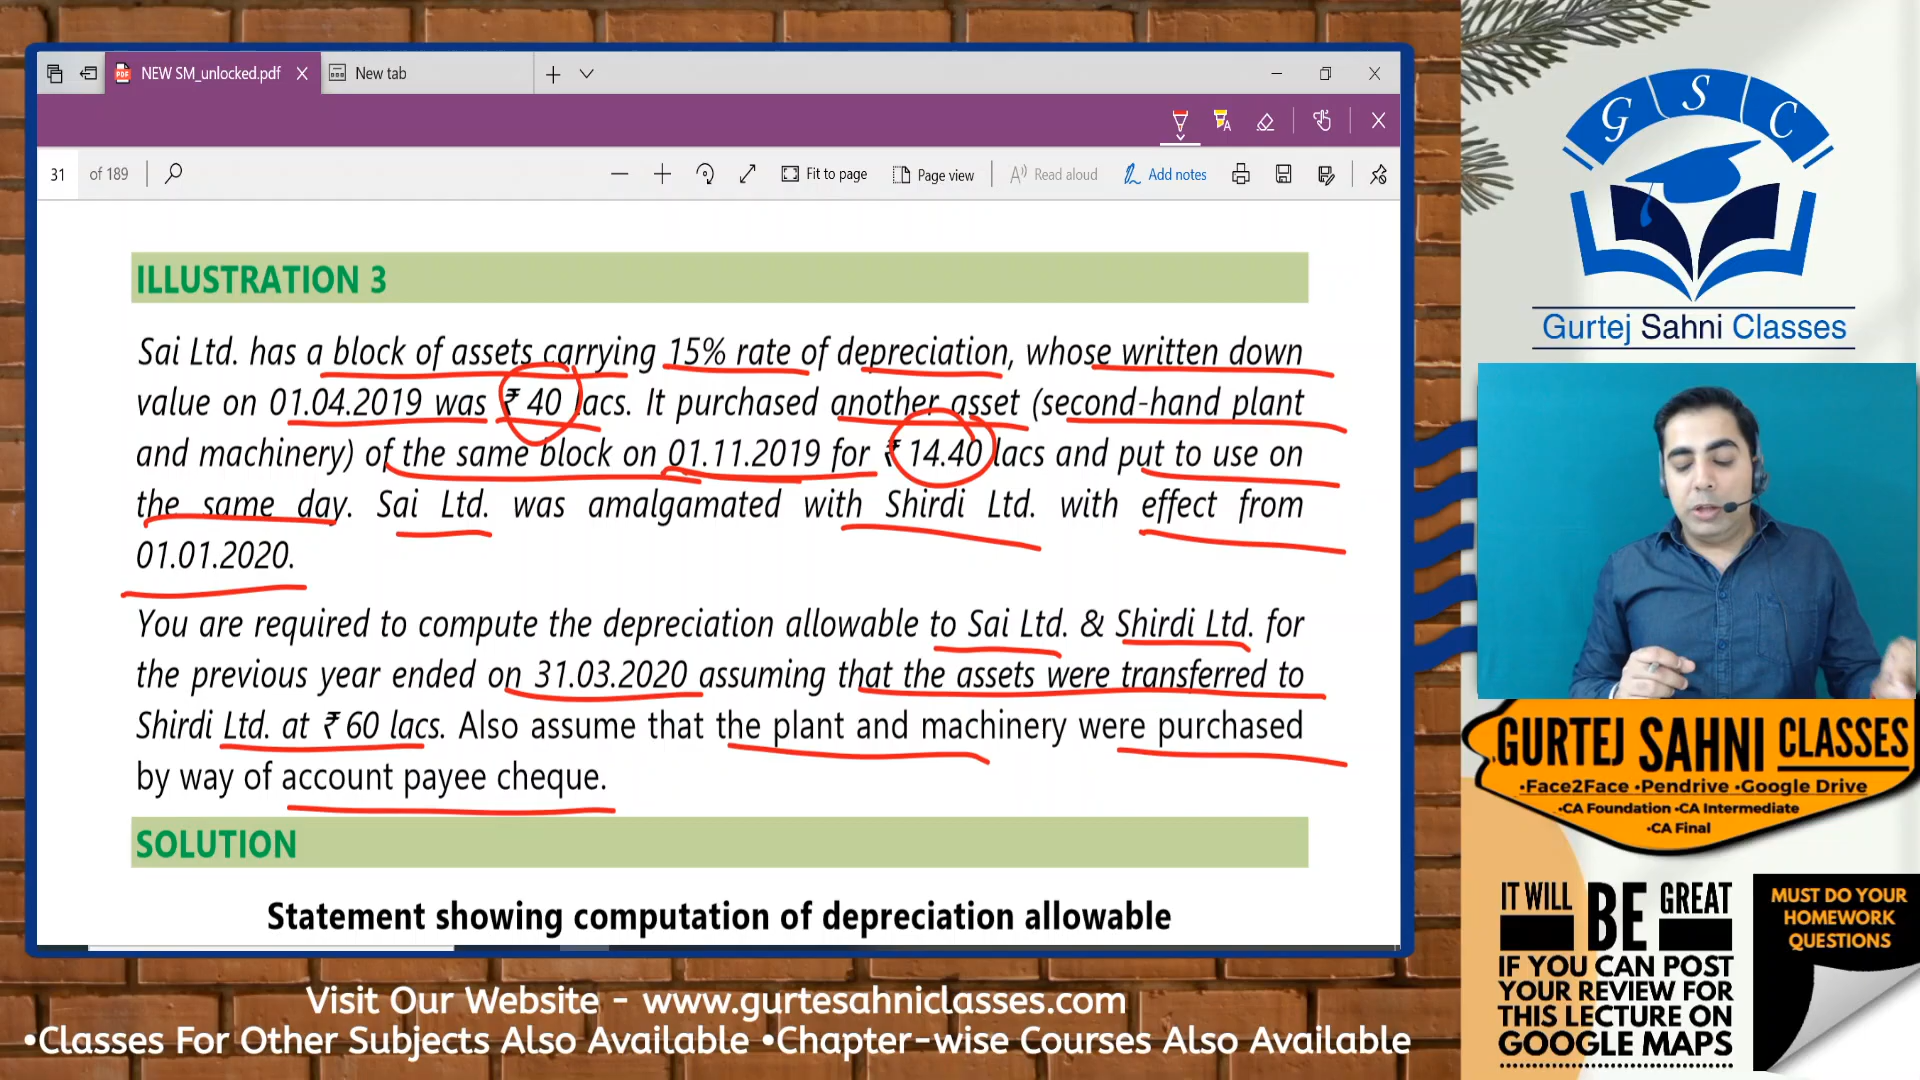 NEW SM_unlocked.pdf
New tab
31 of 189
Fit to page
Page view
Read aloud
Add notes
ILLUSTRATION 3
Sai Ltd. has a block of assets carrying 15% rate of depreciation, whose written down
value on 01.04.2019 was ₹ 40 lacs. It purchased another asset (second-hand plant
and machinery) of the same block on 01.11.2019 for ₹ 14.40 lacs and put to use on
the same day. Sai Ltd. was amalgamated with Shirdi Ltd. with effect from
01.01.2020.
You are required to compute the depreciation allowable to Sai Ltd. & Shirdi Ltd. for
the previous year ended on 31.03.2020 assuming that the assets were transferred to
Shirdi Ltd. at ₹ 60 lacs. Also assume that the plant and machinery were purchased
by way of account payee cheque.
SOLUTION
Statement showing computation of depreciation allowable
Visit Our Website - www.gurtesahniclasses.com
•Classes For Other Subjects Also Available •Chapter-wise Courses Also Available
G S C
Gurtej Sahni Classes
GURTEJ SAHNI CLASSES
•Face2Face •Pendrive •Google Drive
•CA Foundation •CA Intermediate
•CA Final
IT WILL BE GREAT
IF YOU CAN POST
YOUR REVIEW FOR
THIS LECTURE ON
GOOGLE MAPS
MUST DO YOUR
HOMEWORK
QUESTIONS